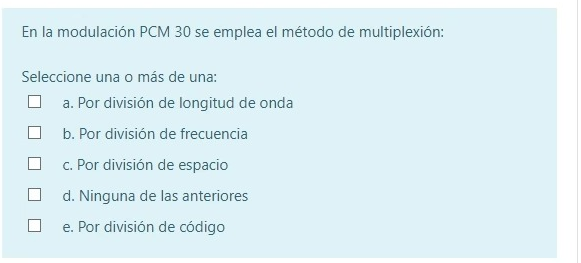 En la modulación PCM 30 se emplea el método de multiplexión:
Seleccione una o más de una:
a. Por división de longitud de onda
b. Por división de frecuencia
c. Por división de espacio
d. Ninguna de las anteriores
e. Por división de código